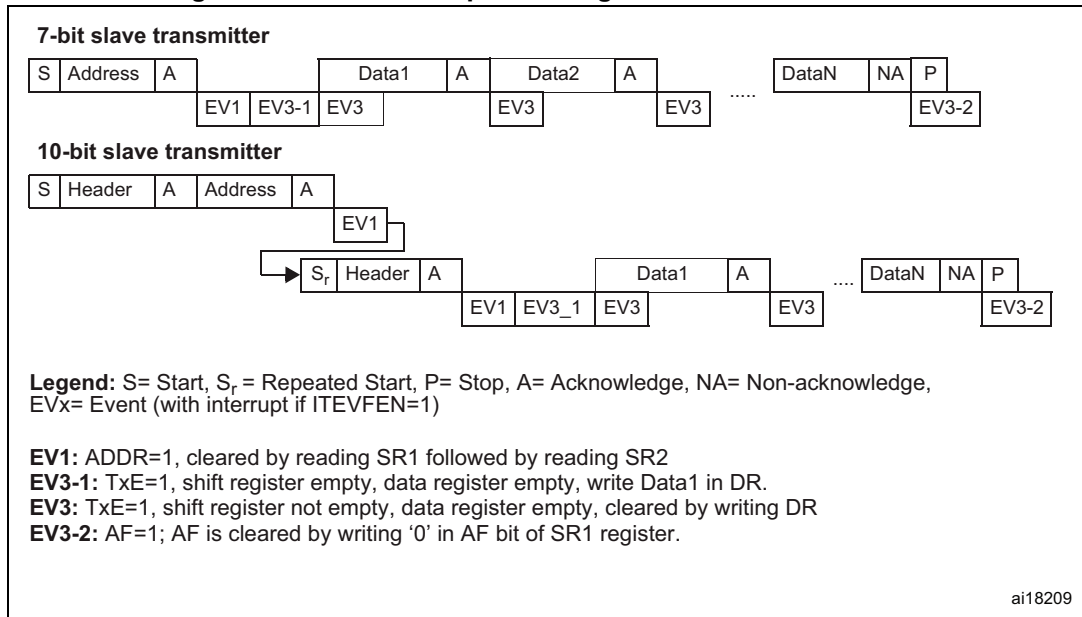 7-bit slave transmitter
S Address A Data1 A Data2 A ..... DataN NA P
EV1 EV3-1 EV3 EV3 EV3 EV3-2
10-bit slave transmitter
S Header A Address A
EV1
Sr Header A Data1 A .... DataN NA P
EV1 EV3_1 EV3 EV3 EV3-2
Legend: S= Start, Sr = Repeated Start, P= Stop, A= Acknowledge, NA= Non-acknowledge,
EVx= Event (with interrupt if ITEVFEN=1)
EV1: ADDR=1, cleared by reading SR1 followed by reading SR2
EV3-1: TxE=1, shift register empty, data register empty, write Data1 in DR.
EV3: TxE=1, shift register not empty, data register empty, cleared by writing DR
EV3-2: AF=1; AF is cleared by writing ‘0’ in AF bit of SR1 register.
ai18209